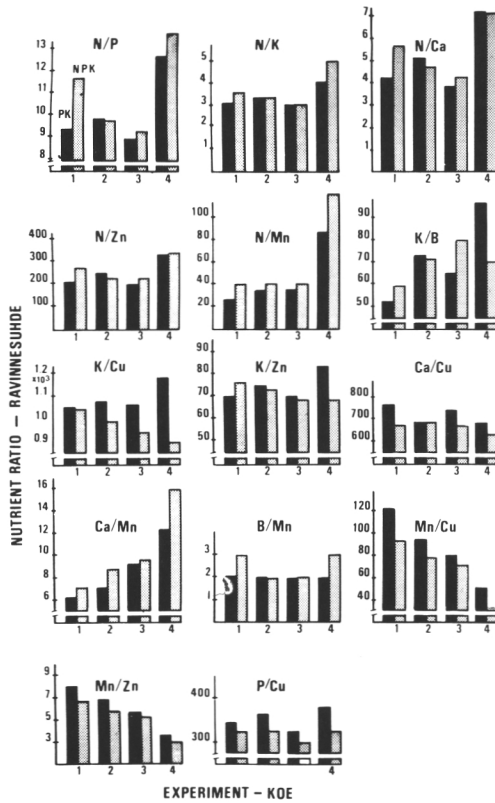 NUTRIENT RATIO – RAVINNESUHDE
N/P
13
12
11
10
9
8
PK
NPK
1 2 3 4
N/K
5
4
3
2
1
1 2 3 4
N/Ca
7
6
5
4
3
2
1
1 2 3 4
N/Zn
400
300
200
100
1 2 3 4
N/Mn
100
80
60
40
20
1 2 3 4
K/B
90
80
70
60
50
1 2 3 4
K/Cu
1.2
x10³
1.1
10
0.9
1 2 3 4
K/Zn
90
80
70
60
50
1 2 3 4
Ca/Cu
800
700
600
1 2 3 4
Ca/Mn
16
14
12
10
8
6
1 2 3 4
B/Mn
3
2
1
1 2 3 4
Mn/Cu
120
100
80
60
40
1 2 3 4
Mn/Zn
9
7
5
3
1 2 3 4
P/Cu
400
300
4
EXPERIMENT – KOE